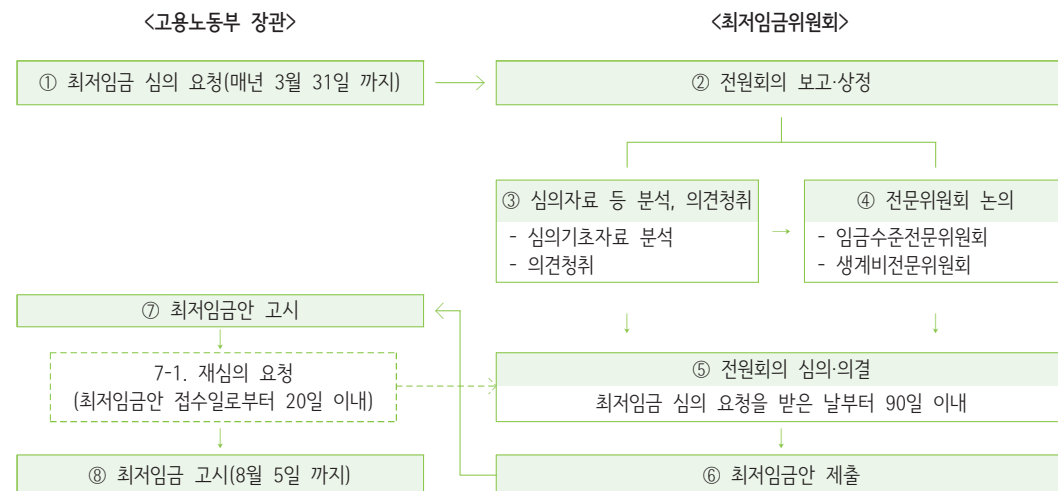 <고용노동부 장관>
<최저임금위원회>
① 최저임금 심의 요청(매년 3월 31일 까지)
② 전원회의 보고·상정
③ 심의자료 등 분석, 의견청취
- 심의기초자료 분석
- 의견청취
④ 전문위원회 논의
- 임금수준전문위원회
- 생계비전문위원회
⑦ 최저임금안 고시
7-1. 재심의 요청
(최저임금안 접수일로부터 20일 이내)
⑤ 전원회의 심의·의결
최저임금 심의 요청을 받은 날부터 90일 이내
⑧ 최저임금 고시(8월 5일 까지)
⑥ 최저임금안 제출